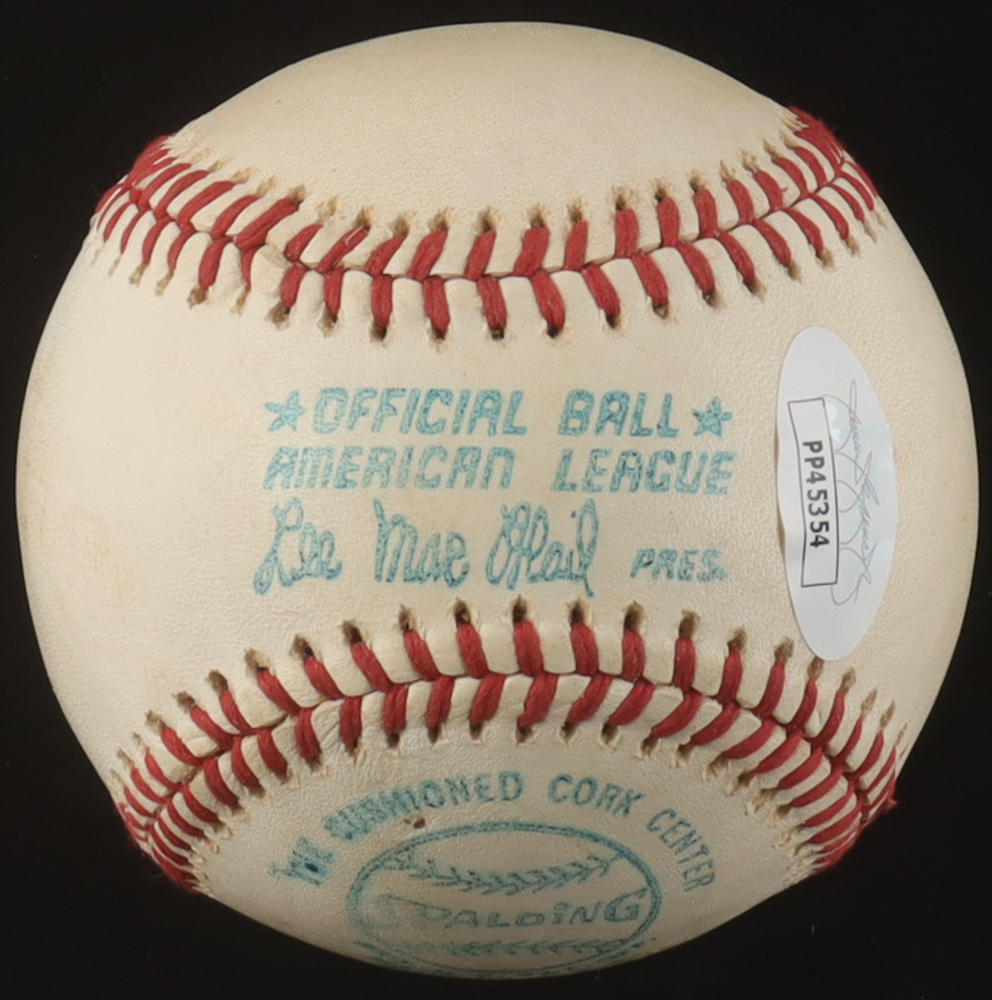 ★OFFICIAL BALL★
AMERICAN LEAGUE
Lee MacPhail PRES.
PP45354
CUSHIONED CORK CENTER
SPALDING